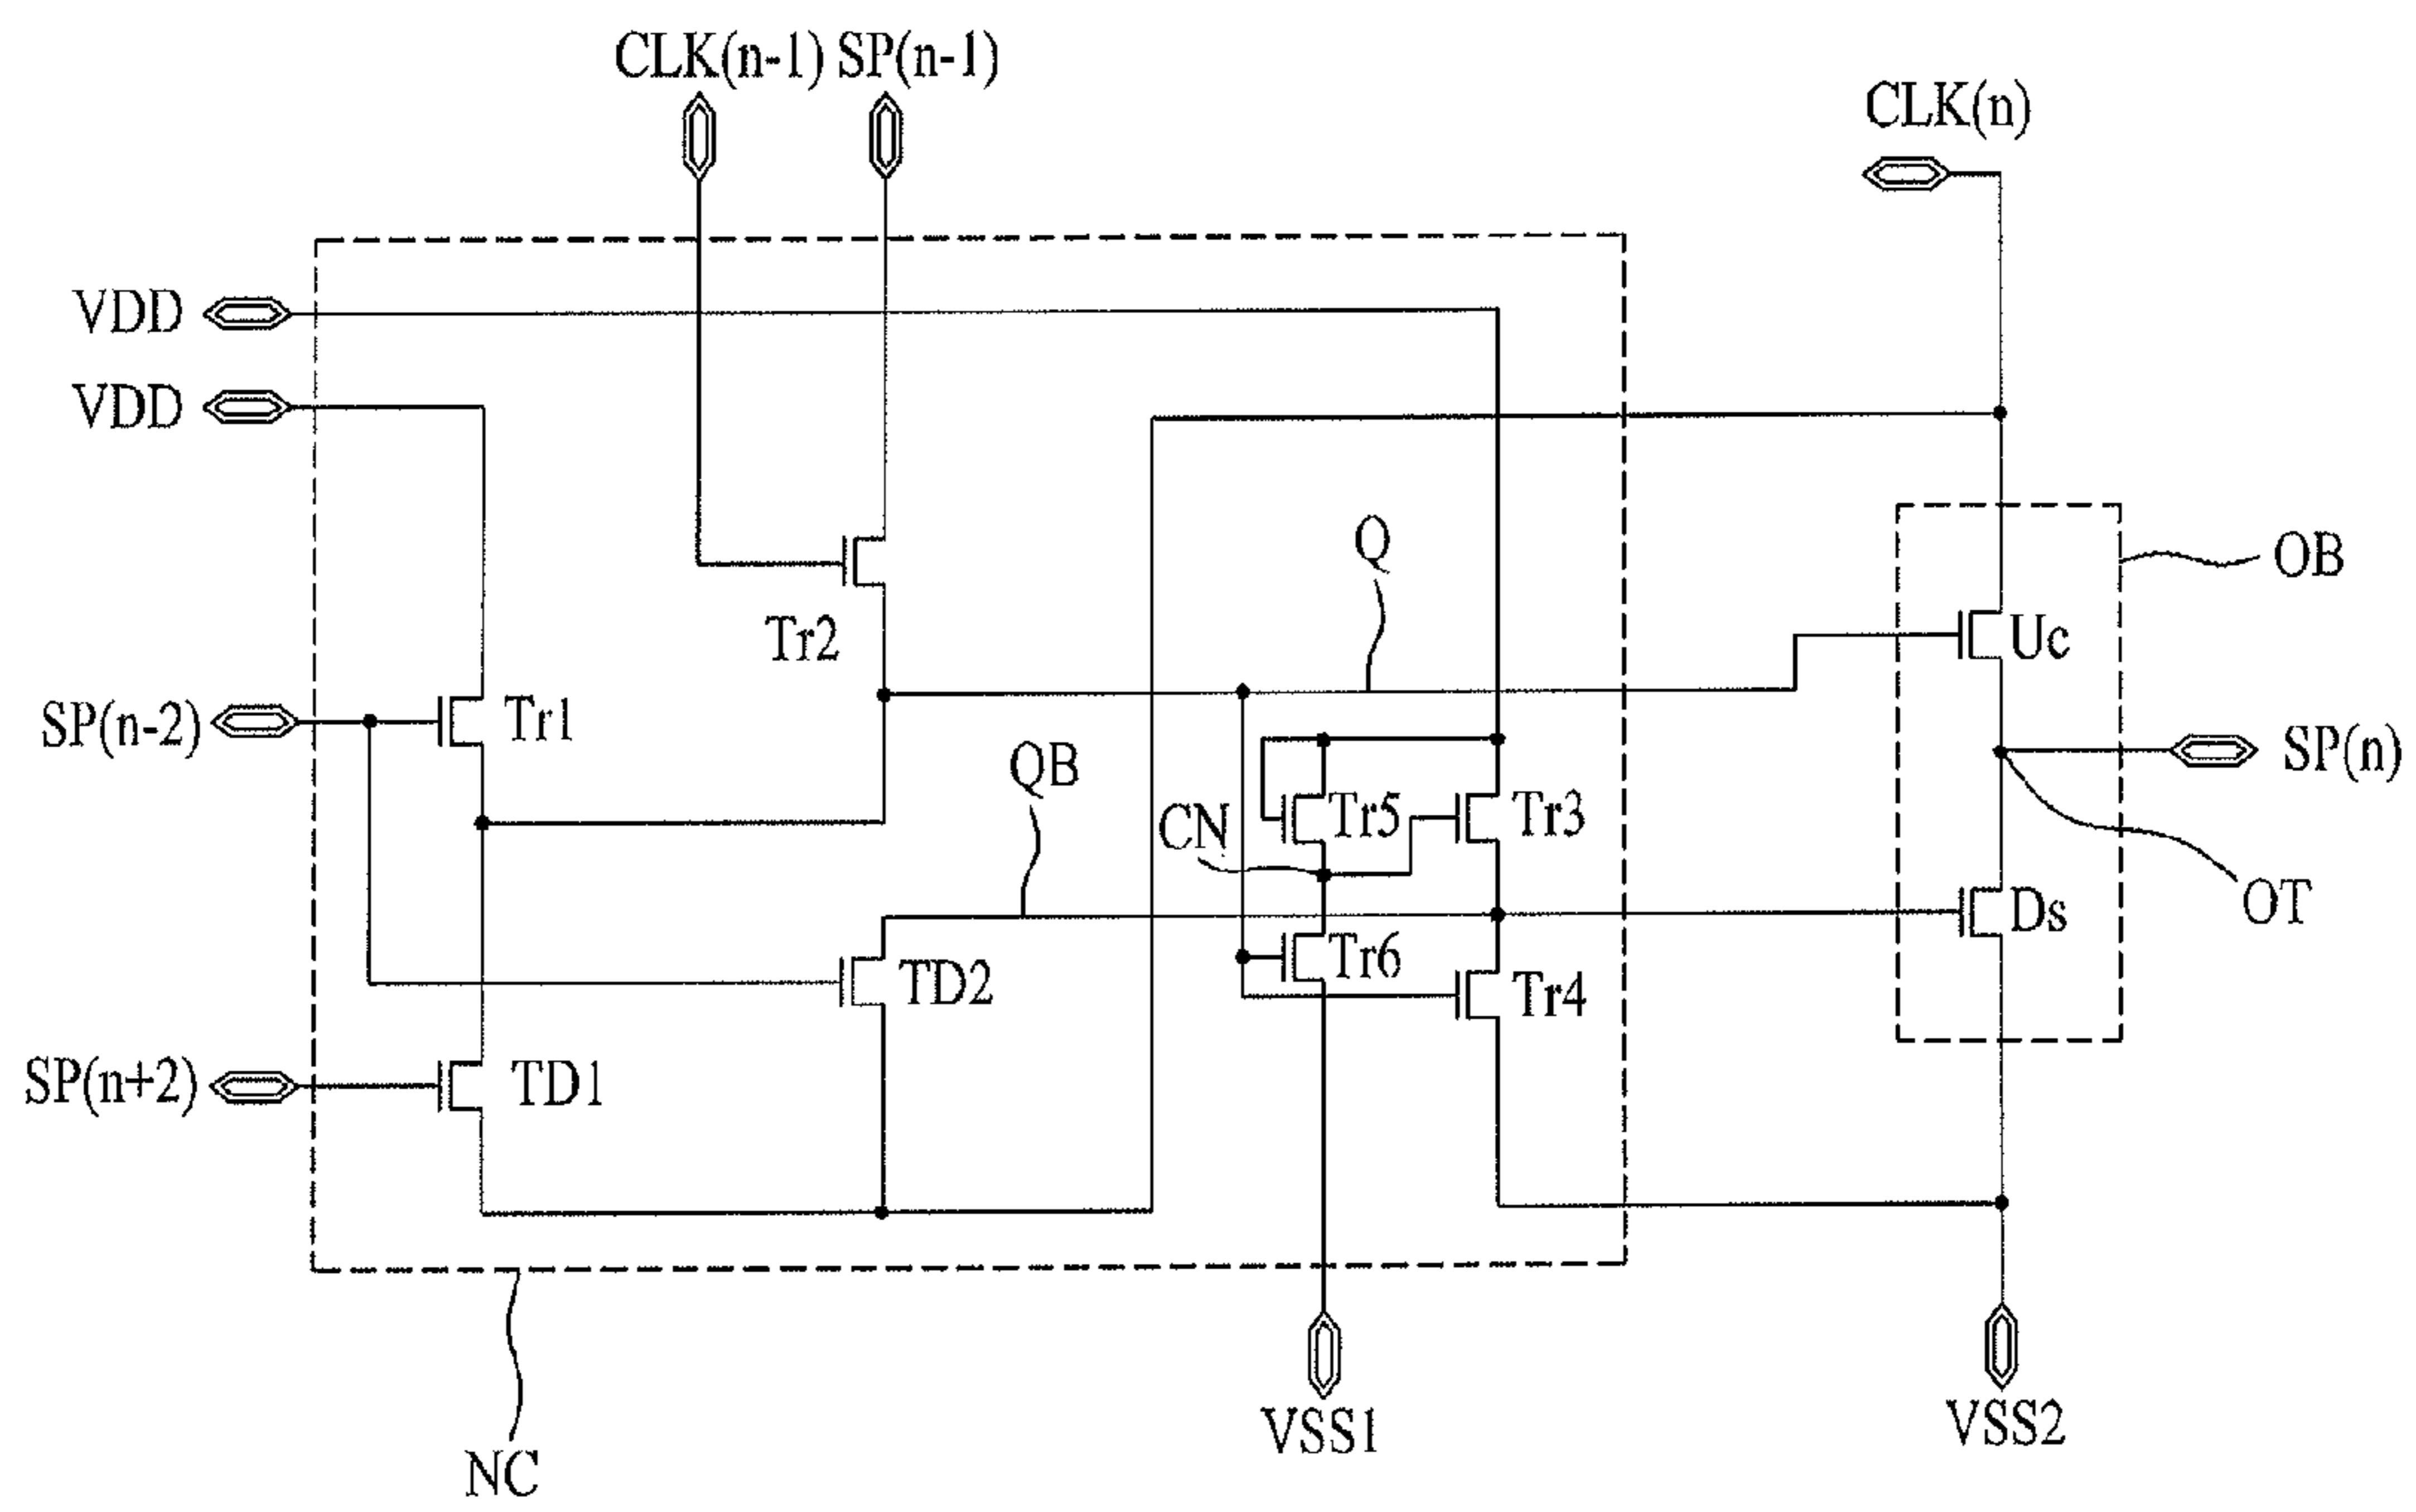 CLK(n-1) SP(n-1)
CLK(n)
VDD
VDD
Q
OB
Tr2
Uc
SP(n-2)
Tr1
QB
SP(n)
CN
Tr5
Tr3
OT
Ds
TD2
Tr6
Tr4
SP(n+2)
TD1
VSS1
VSS2
NC